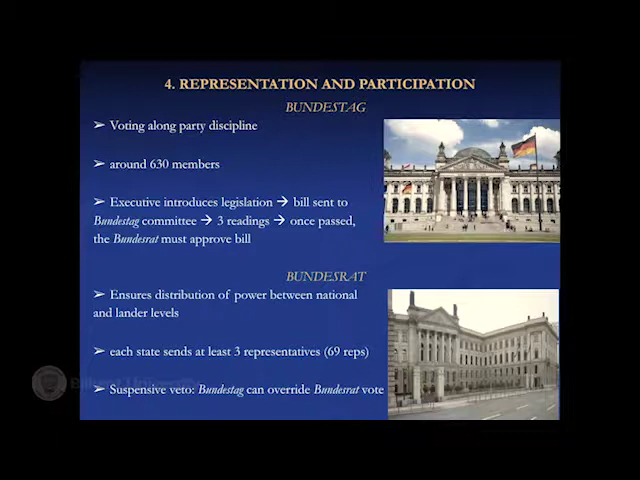 4. REPRESENTATION AND PARTICIPATION
BUNDESTAG
➢ Voting along party discipline
➢ around 630 members
➢ Executive introduces legislation → bill sent to
Bundestag committee → 3 readings → once passed,
the Bundesrat must approve bill
BUNDESRAT
➢ Ensures distribution of power between national
and lander levels
➢ each state sends at least 3 representatives (69 reps)
➢ Suspensive veto: Bundestag can override Bundesrat vote